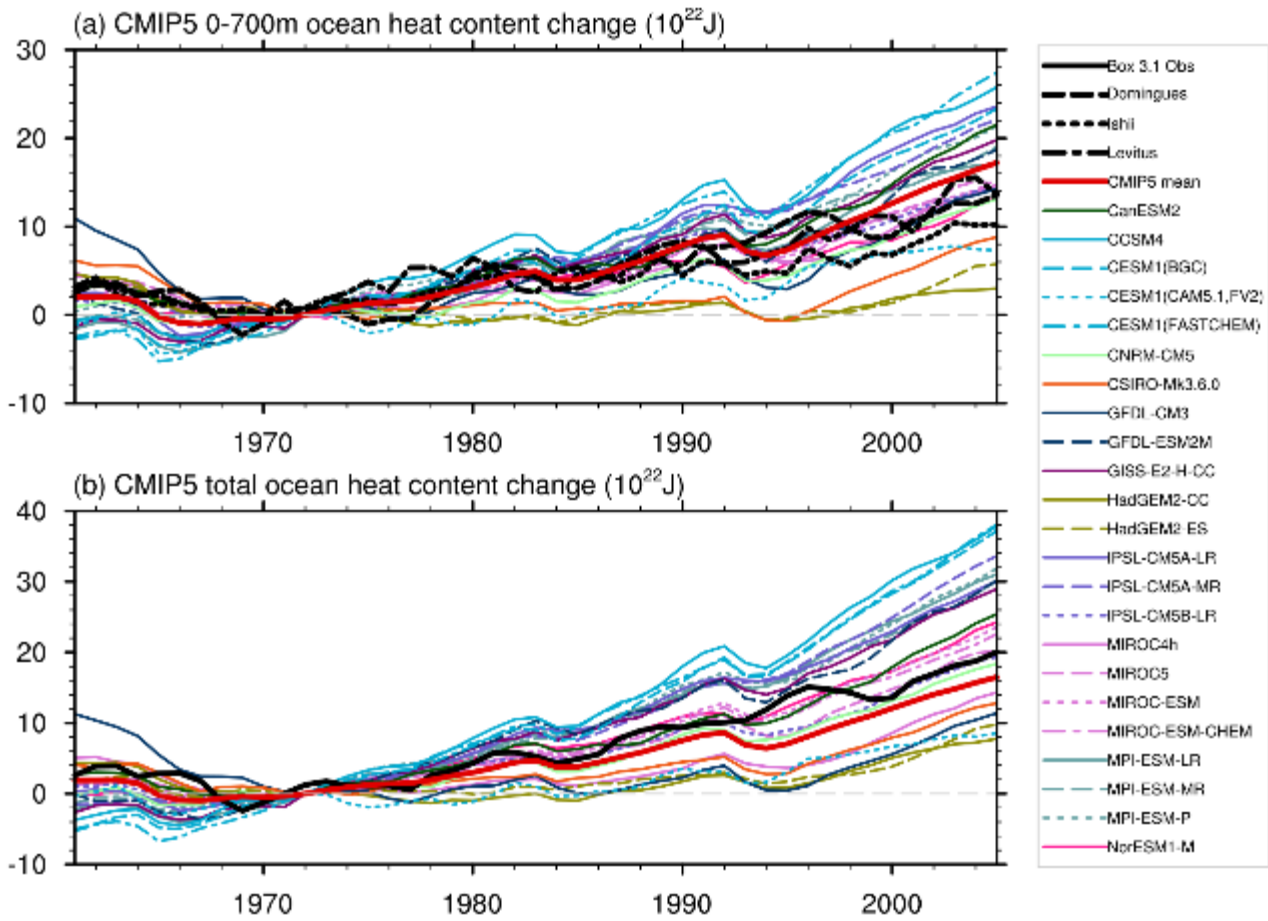 (a) CMIP5 0-700m ocean heat content change (10²²J)
30
20
10
0
-10
1970
1980
1990
2000
(b) CMIP5 total ocean heat content change (10²²J)
40
30
20
10
0
-10
1970
1980
1990
2000
Box 3.1 Obs
Domingues
Ishii
Levitus
CMIP5 mean
CanESM2
CCSM4
CESM1(BGC)
CESM1(CAM5.1,FV2)
CESM1(FASTCHEM)
CNRM-CM5
CSIRO-Mk3.6.0
GFDL-CM3
GFDL-ESM2M
GISS-E2-H-CC
HadGEM2-CC
HadGEM2-ES
IPSL-CM5A-LR
IPSL-CM5A-MR
IPSL-CM5B-LR
MIROC4h
MIROC5
MIROC-ESM
MIROC-ESM-CHEM
MPI-ESM-LR
MPI-ESM-MR
MPI-ESM-P
NorESM1-M